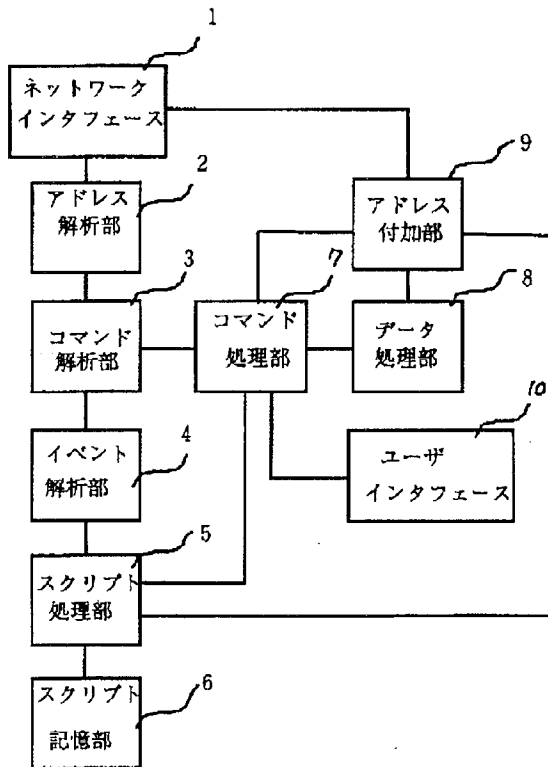 1
ネットワーク
インタフェース
2
アドレス
解析部
9
アドレス
付加部
3
コマンド
解析部
7
コマンド
処理部
8
データ
処理部
4
イベント
解析部
10
ユーザ
インタフェース
5
スクリプト
処理部
6
スクリプト
記憶部